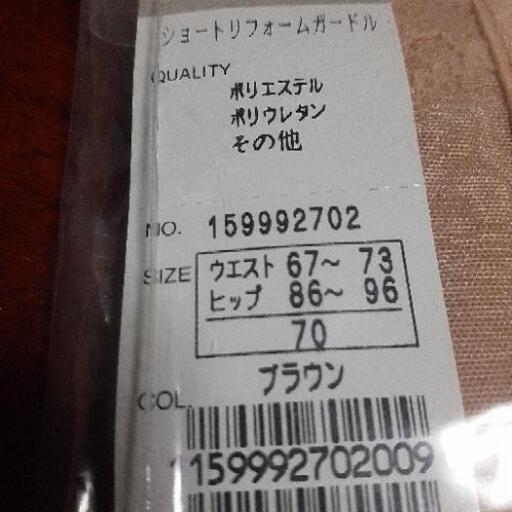 ショートリフォームガードル
QUALITY
ポリエステル
ポリウレタン
その他
NO. 159992702
SIZE ウエスト 67～ 73
ヒップ 86～ 96
70
COL. ブラウン
1159992702009